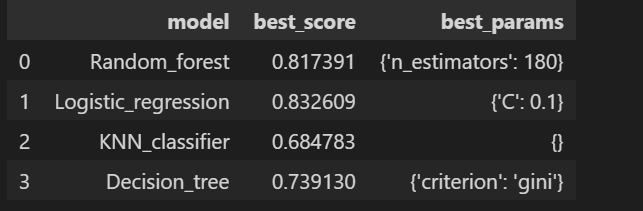 model best_score best_params
0 Random_forest 0.817391 {'n_estimators': 180}
1 Logistic_regression 0.832609 {'C': 0.1}
2 KNN_classifier 0.684783 {}
3 Decision_tree 0.739130 {'criterion': 'gini'}